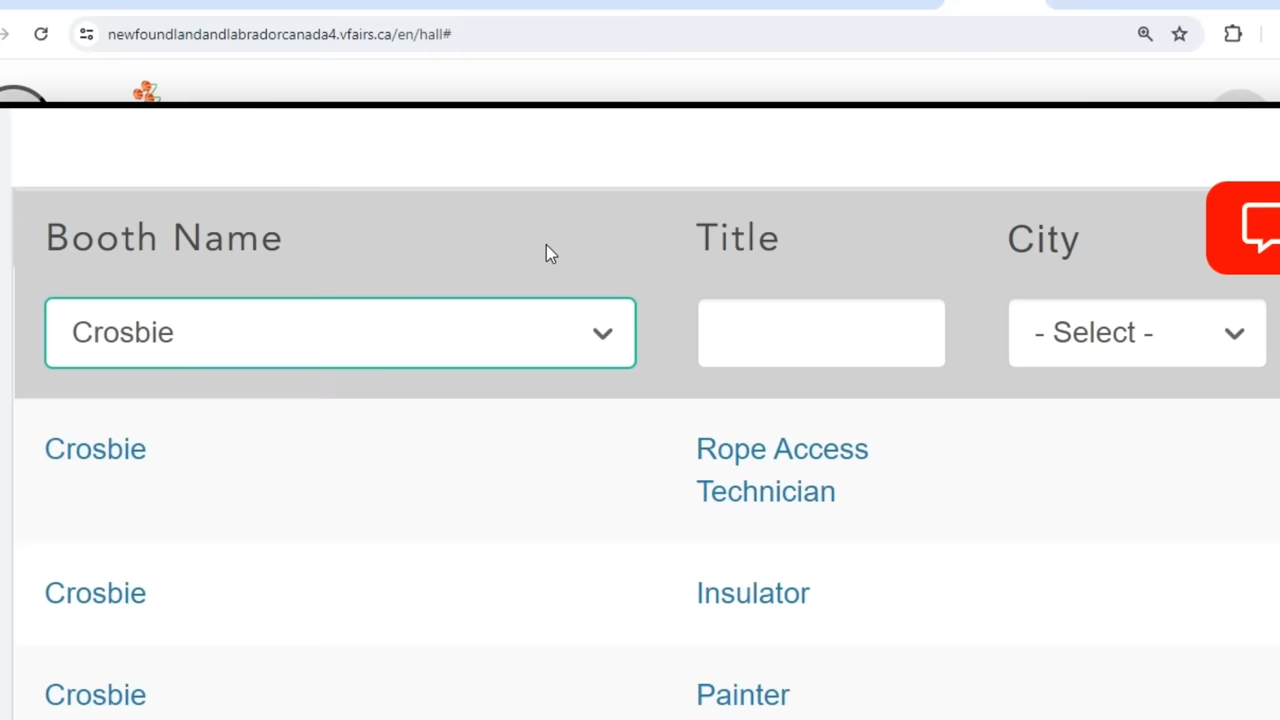 newfoundlandandlabradorcanada4.vfairs.ca/en/hall#
Booth Name Title City
Crosbie - Select -
Crosbie Rope Access
Technician
Crosbie Insulator
Crosbie Painter